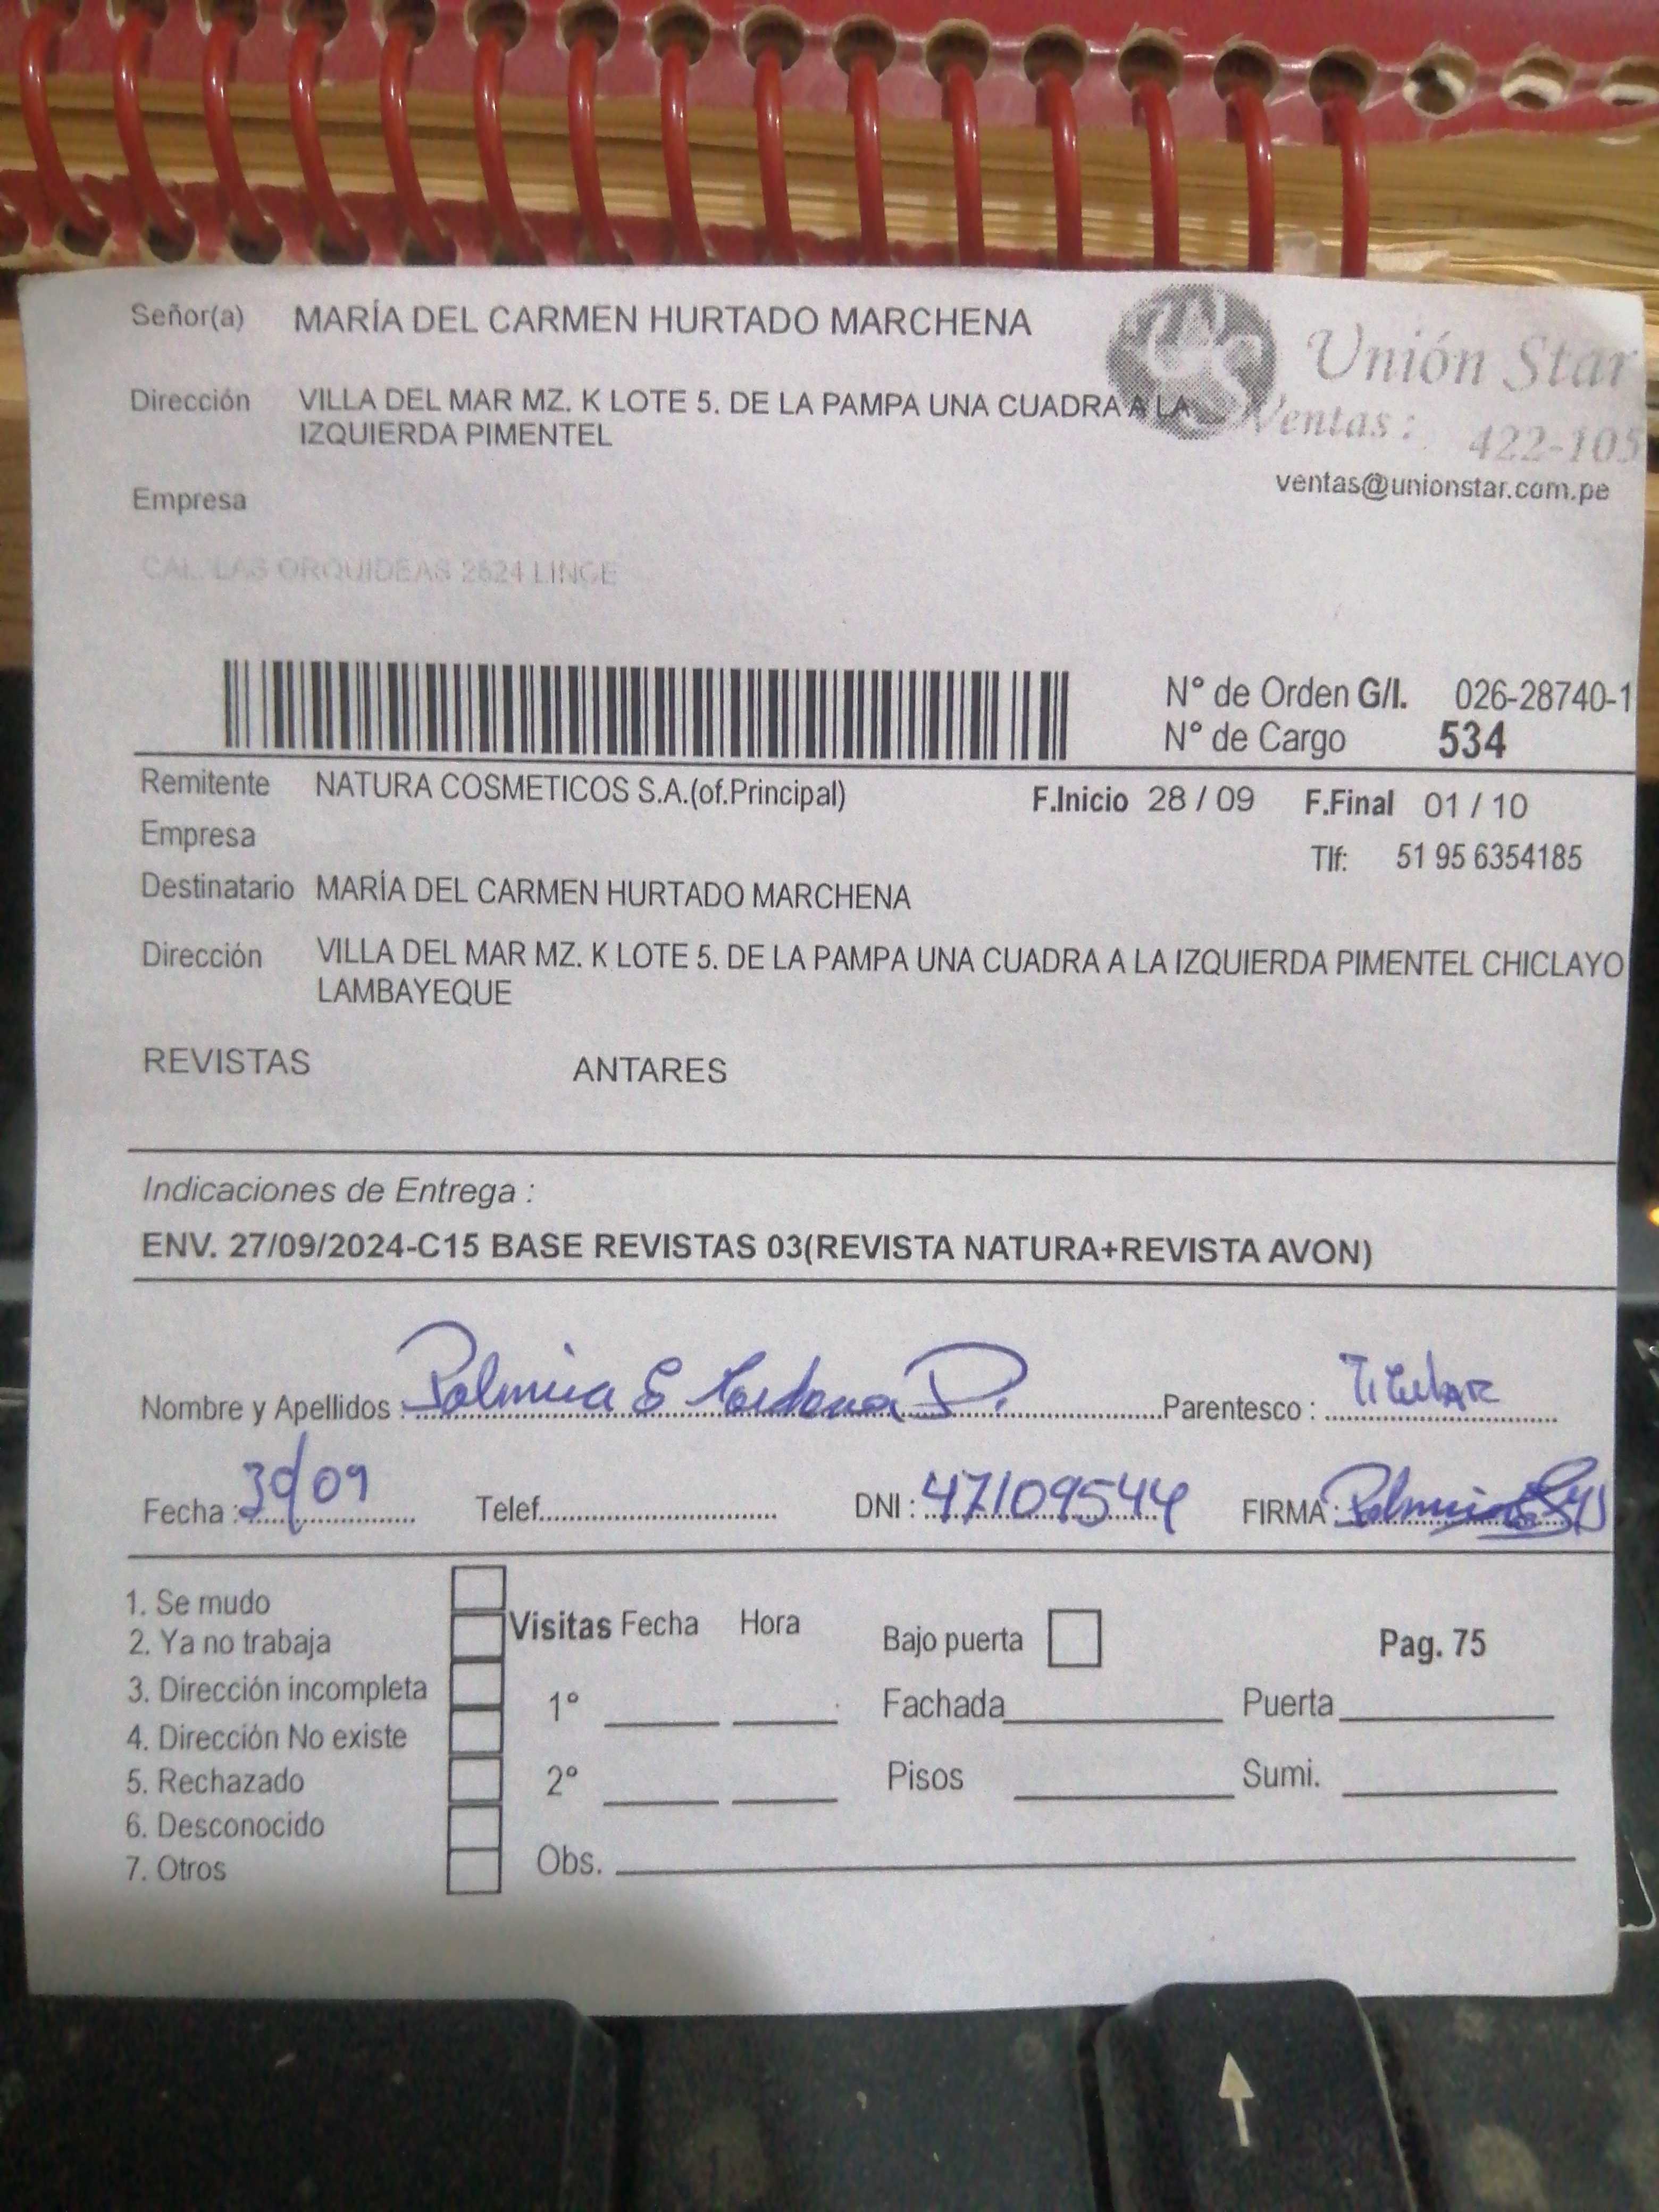 Señor(a) MARÍA DEL CARMEN HURTADO MARCHENA
Unión Star
Dirección VILLA DEL MAR MZ. K LOTE 5. DE LA PAMPA UNA CUADRA A LA
IZQUIERDA PIMENTEL
Ventas : 422-105
ventas@unionstar.com.pe
Empresa
CAL. LAS ORQUIDEAS 2624 LINCE
N° de Orden G/I. 026-28740-1
N° de Cargo 534
Remitente NATURA COSMETICOS S.A.(of.Principal) F.Inicio 28 / 09 F.Final 01 / 10
Empresa
Tlf: 51 95 6354185
Destinatario MARÍA DEL CARMEN HURTADO MARCHENA
Dirección VILLA DEL MAR MZ. K LOTE 5. DE LA PAMPA UNA CUADRA A LA IZQUIERDA PIMENTEL CHICLAYO
LAMBAYEQUE
REVISTAS ANTARES
Indicaciones de Entrega :
ENV. 27/09/2024-C15 BASE REVISTAS 03(REVISTA NATURA+REVISTA AVON)
Nombre y Apellidos : Palmira E D. Parentesco : Titular
Fecha : 30/09 Telef. DNI : 47109544 FIRMA :
1. Se mudo
2. Ya no trabaja
3. Dirección incompleta
4. Dirección No existe
5. Rechazado
6. Desconocido
7. Otros
Visitas Fecha Hora
1°
2°
Obs.
Bajo puerta Pag. 75
Fachada Puerta
Pisos Sumi.